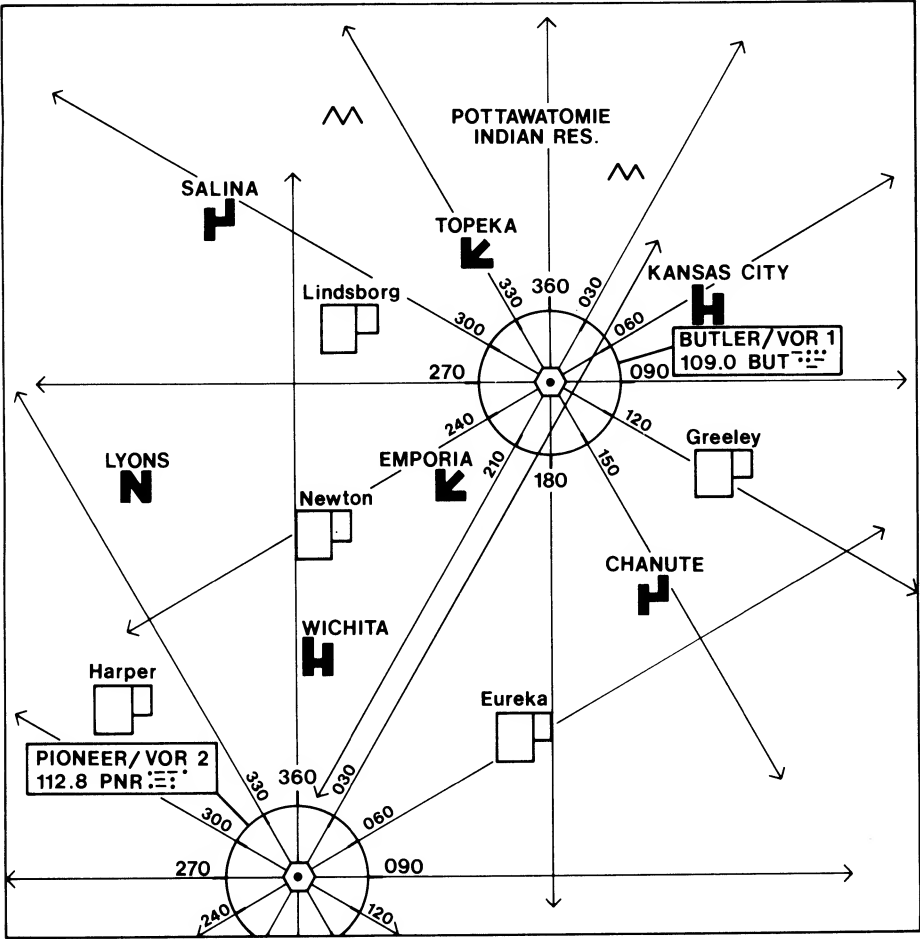 POTTAWATOMIE
INDIAN RES.
SALINA
TOPEKA
KANSAS CITY
Lindsborg
330
360
030
300
060
BUTLER/VOR 1
109.0 BUT
270
090
240
120
Greeley
LYONS
EMPORIA
210
150
180
Newton
CHANUTE
WICHITA
Harper
Eureka
PIONEER/VOR 2
112.8 PNR
330
360
030
300
060
270
090
240
120